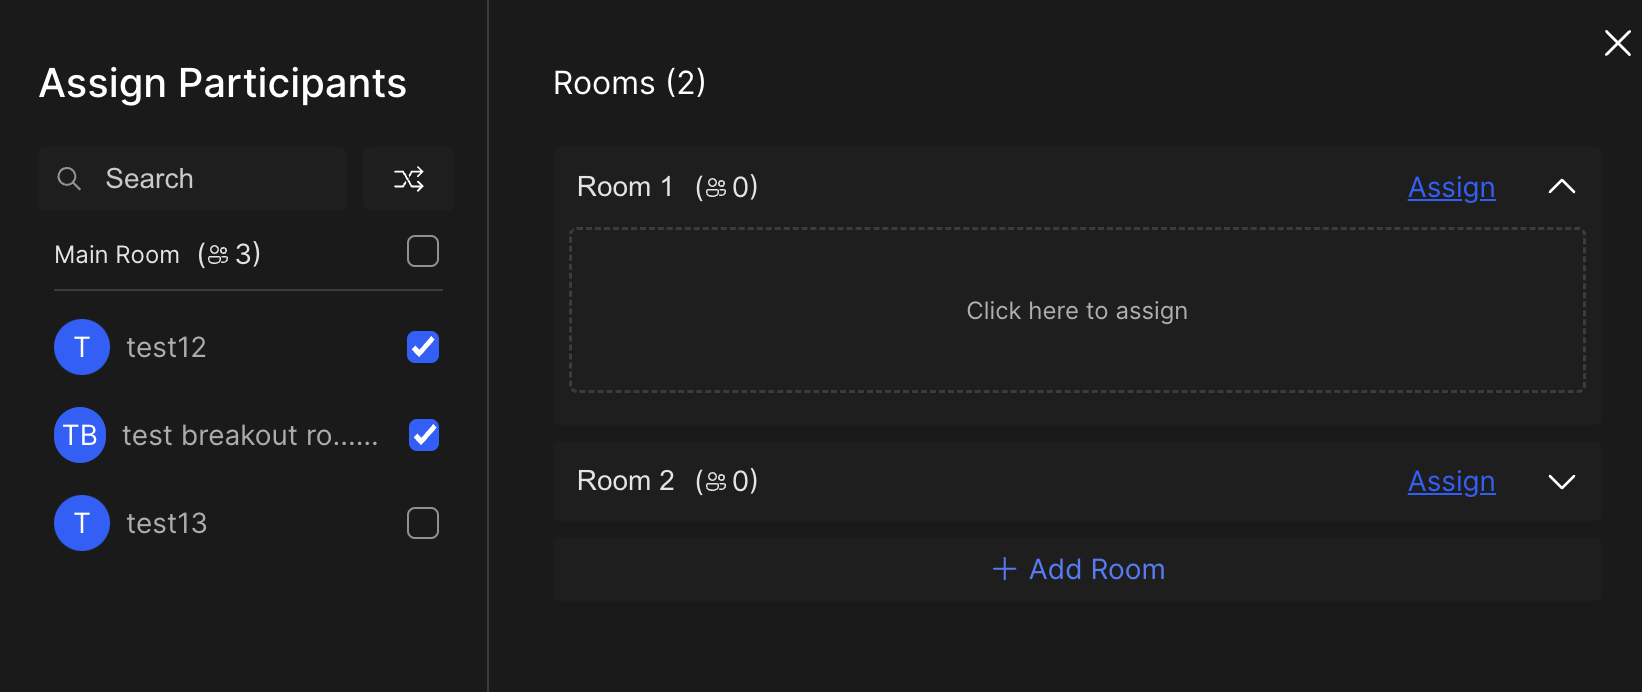 Assign Participants
Search
Main Room (3)
T test12
TB test breakout ro......
T test13
Rooms (2)
Room 1 (0) Assign
Click here to assign
Room 2 (0) Assign
+ Add Room